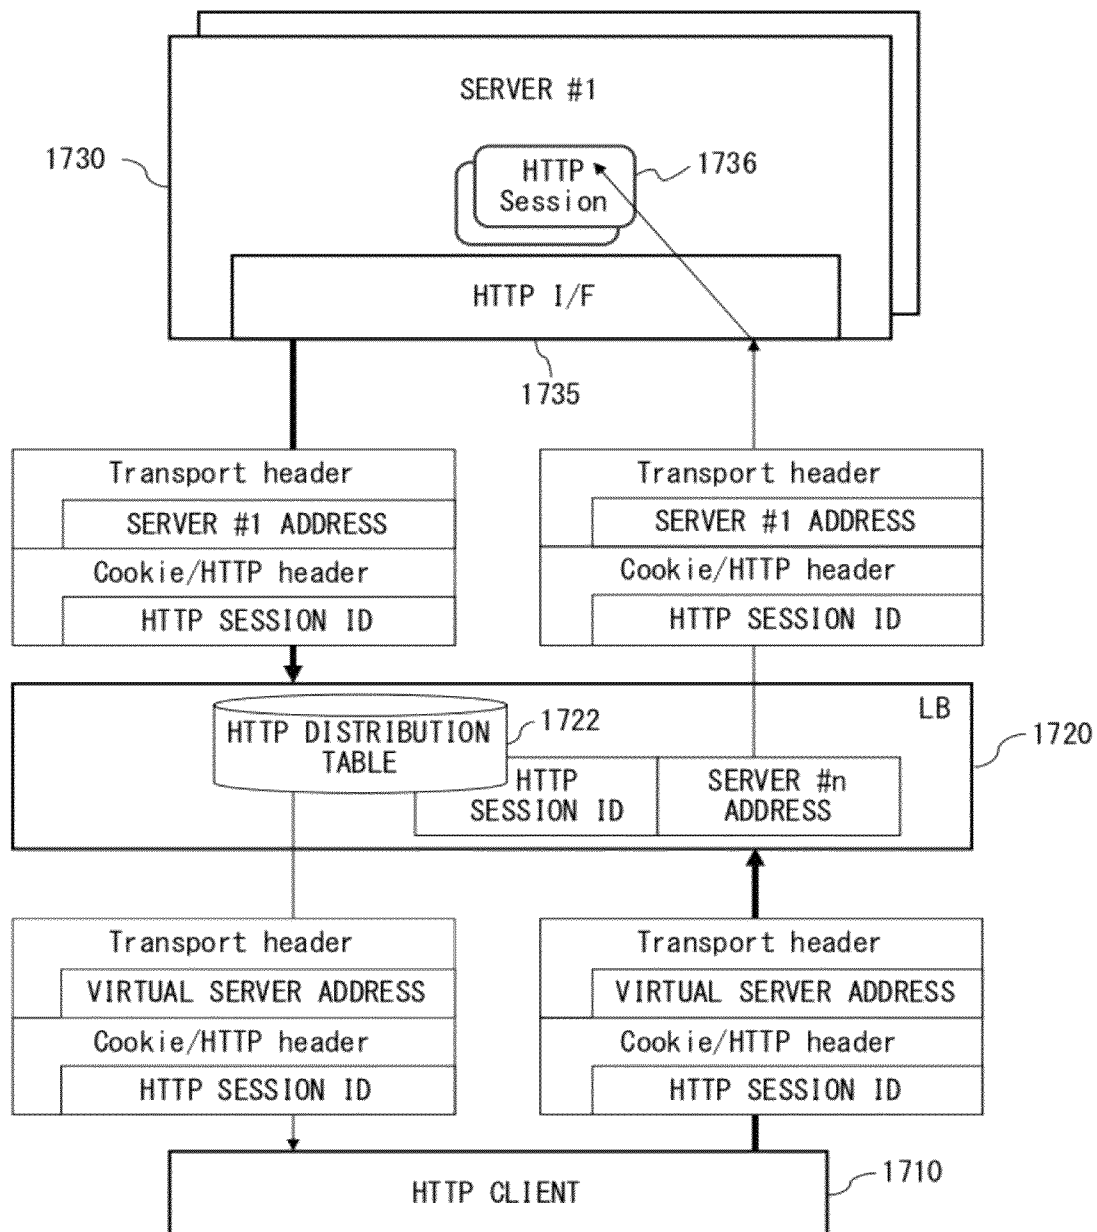 SERVER #1
1730
HTTP
Session
1736
HTTP I/F
1735
Transport header
SERVER #1 ADDRESS
Cookie/HTTP header
HTTP SESSION ID
Transport header
SERVER #1 ADDRESS
Cookie/HTTP header
HTTP SESSION ID
LB
1720
HTTP DISTRIBUTION
TABLE
1722
HTTP
SESSION ID
SERVER #n
ADDRESS
Transport header
VIRTUAL SERVER ADDRESS
Cookie/HTTP header
HTTP SESSION ID
Transport header
VIRTUAL SERVER ADDRESS
Cookie/HTTP header
HTTP SESSION ID
HTTP CLIENT
1710